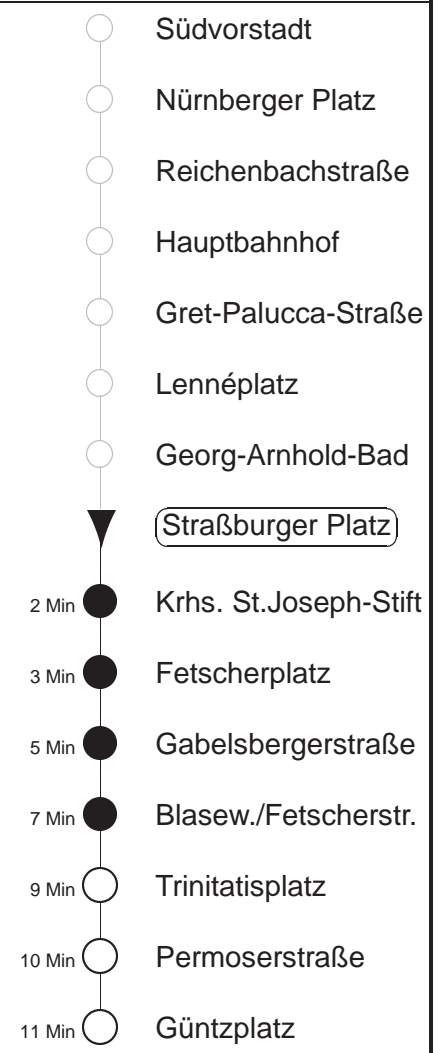 Südvorstadt
Nürnberger Platz
Reichenbachstraße
Hauptbahnhof
Gret-Palucca-Straße
Lennéplatz
Georg-Arnhold-Bad
Straßburger Platz
2 Min Krhs. St.Joseph-Stift
3 Min Fetscherplatz
5 Min Gabelsbergerstraße
7 Min Blasew./Fetscherstr.
9 Min Trinitatisplatz
10 Min Permoserstraße
11 Min Güntzplatz